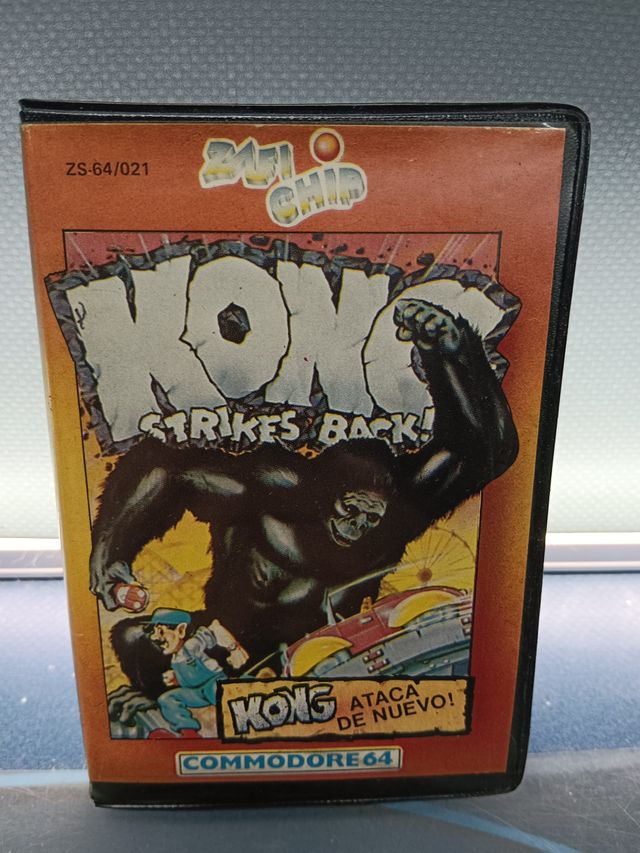 ZS-64/021
ZAFI
CHIP
KONG
STRIKES BACK!
KONG
ATACA
DE NUEVO!
COMMODORE 64